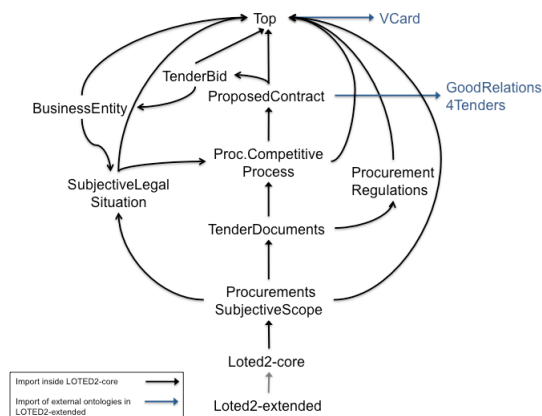 Top
VCard
TenderBid
GoodRelations
4Tenders
BusinessEntity
ProposedContract
Proc.Competitive
Process
SubjectiveLegal
Situation
Procurement
Regulations
TenderDocuments
Procurements
SubjectiveScope
Loted2-core
Loted2-extended
Import inside LOTED2-core
Import of external ontologies in
LOTED2-extended